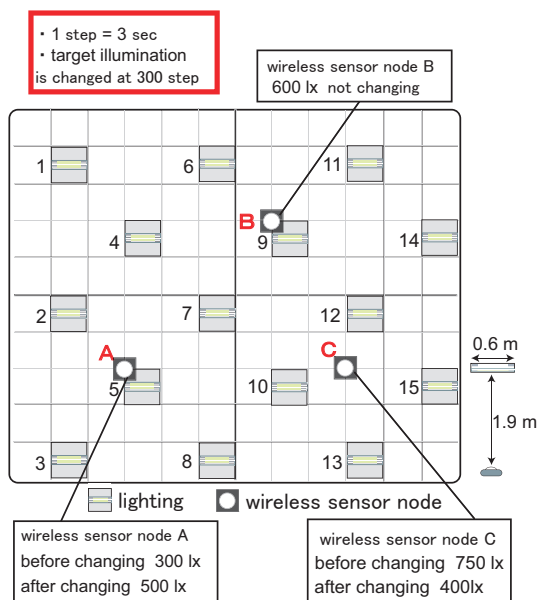 ・1 step = 3 sec
・target illumination
is changed at 300 step
wireless sensor node B
600 lx not changing
1
6
11
B
4
9
14
2
7
12
A
C
5
10
15
3
8
13
0.6 m
1.9 m
lighting
wireless sensor node
wireless sensor node A
before changing 300 lx
after changing 500 lx
wireless sensor node C
before changing 750 lx
after changing 400lx